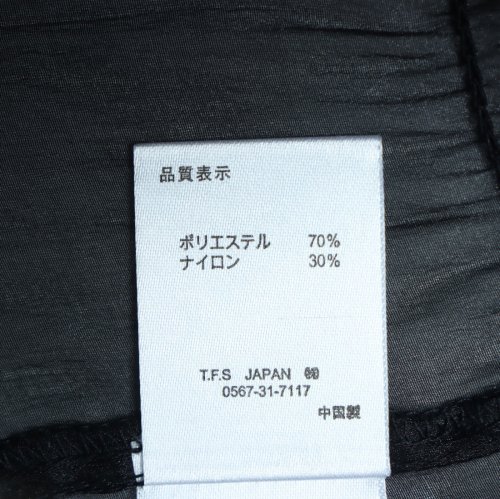 品質表示
ポリエステル 70%
ナイロン 30%
T.F.S JAPAN ㈱
0567-31-7117
中国製